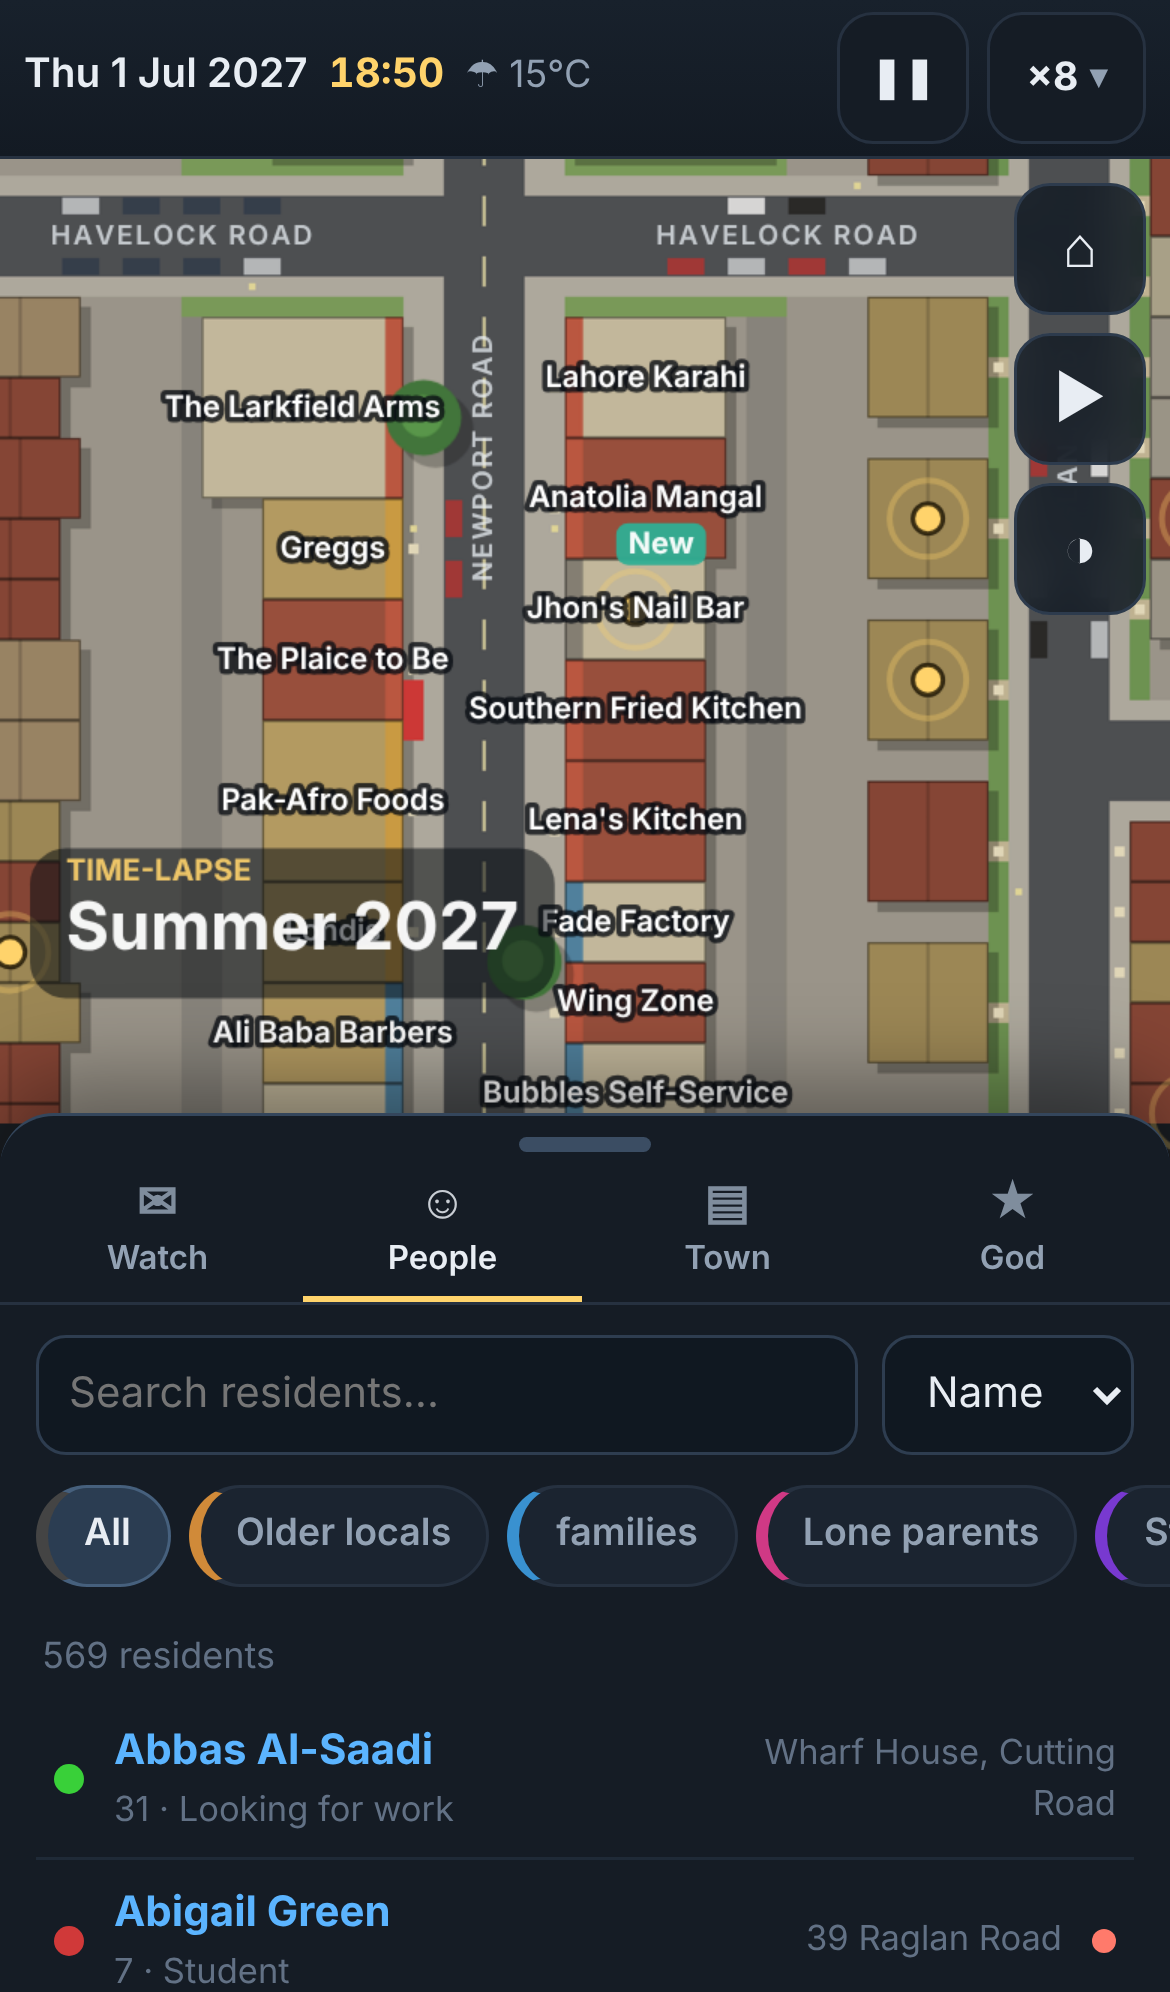 Thu 1 Jul 2027 18:50 ☂ 15°C
×8 ▼
HAVELOCK ROAD
HAVELOCK ROAD
NEWPORT ROAD
The Larkfield Arms
Lahore Karahi
Anatolia Mangal
New
Greggs
Jhon's Nail Bar
The Plaice to Be
Southern Fried Kitchen
Pak-Afro Foods
Lena's Kitchen
TIME-LAPSE
Summer 2027
Fade Factory
Wing Zone
Ali Baba Barbers
Bubbles Self-Service
Watch
People
Town
God
Search residents...
Name
All
Older locals
families
Lone parents
569 residents
Abbas Al-Saadi
31 · Looking for work
Wharf House, Cutting
Road
Abigail Green
7 · Student
39 Raglan Road